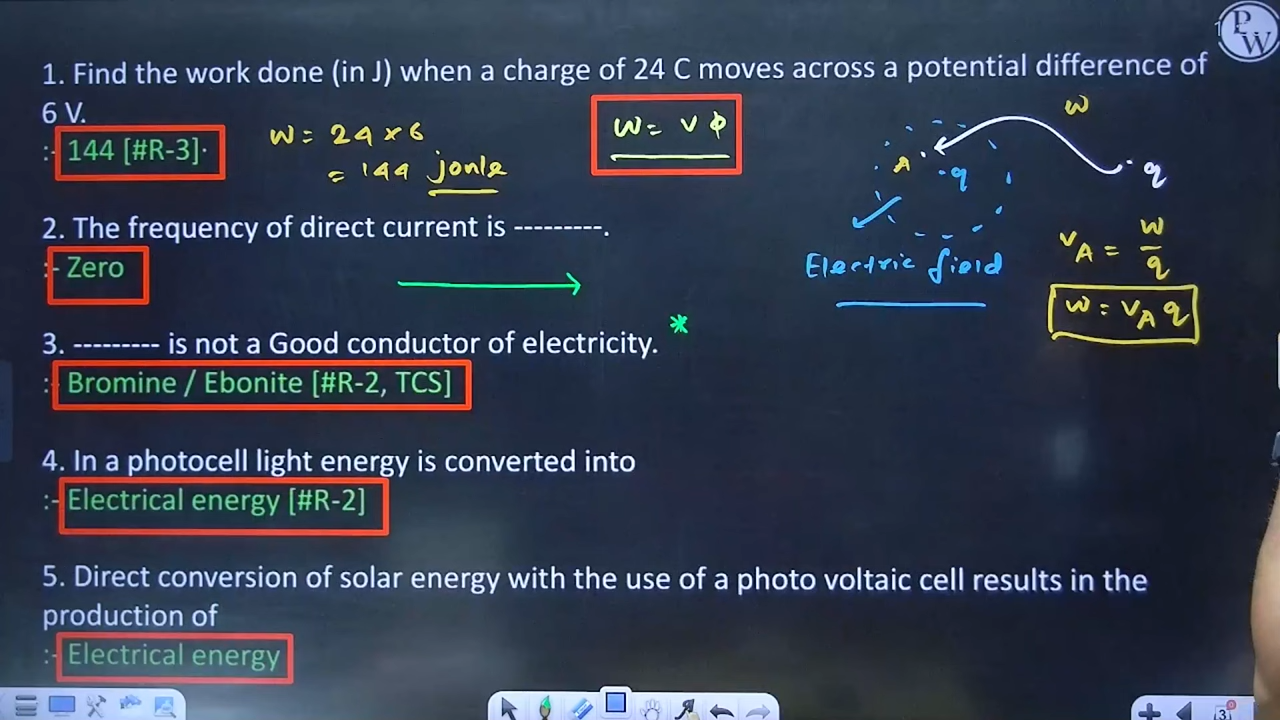 PW
1. Find the work done (in J) when a charge of 24 C moves across a potential difference of
6 V.
:- 144 [#R-3]·
W = 24 × 6
= 144 joule
W = V ϕ
W
A
q
q
Electric field
V_A = W/q
W = V_A q
2. The frequency of direct current is ---------.
:- Zero
3. --------- is not a Good conductor of electricity. *
:- Bromine / Ebonite [#R-2, TCS]
4. In a photocell light energy is converted into
:- Electrical energy [#R-2]
5. Direct conversion of solar energy with the use of a photo voltaic cell results in the
production of
:- Electrical energy
3